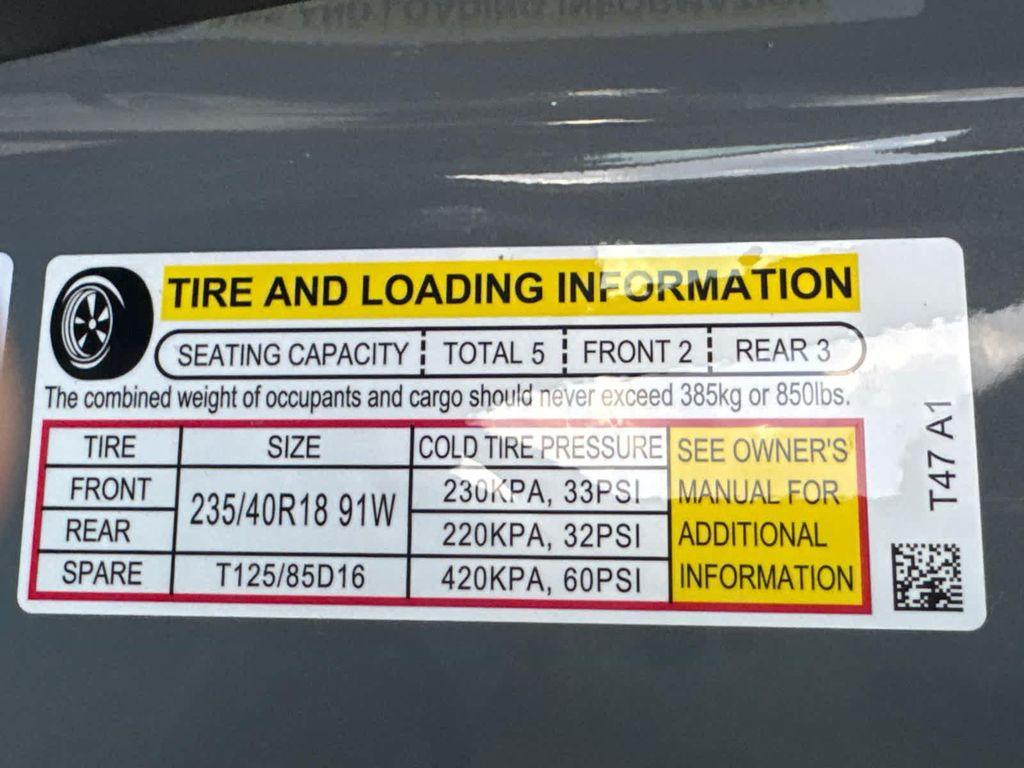 TIRE AND LOADING INFORMATION
SEATING CAPACITY TOTAL 5 FRONT 2 REAR 3
The combined weight of occupants and cargo should never exceed 385kg or 850lbs.
TIRE SIZE COLD TIRE PRESSURE SEE OWNER'S
FRONT 235/40R18 91W 230KPA, 33PSI MANUAL FOR
REAR 220KPA, 32PSI ADDITIONAL
SPARE T125/85D16 420KPA, 60PSI INFORMATION
T47 A1